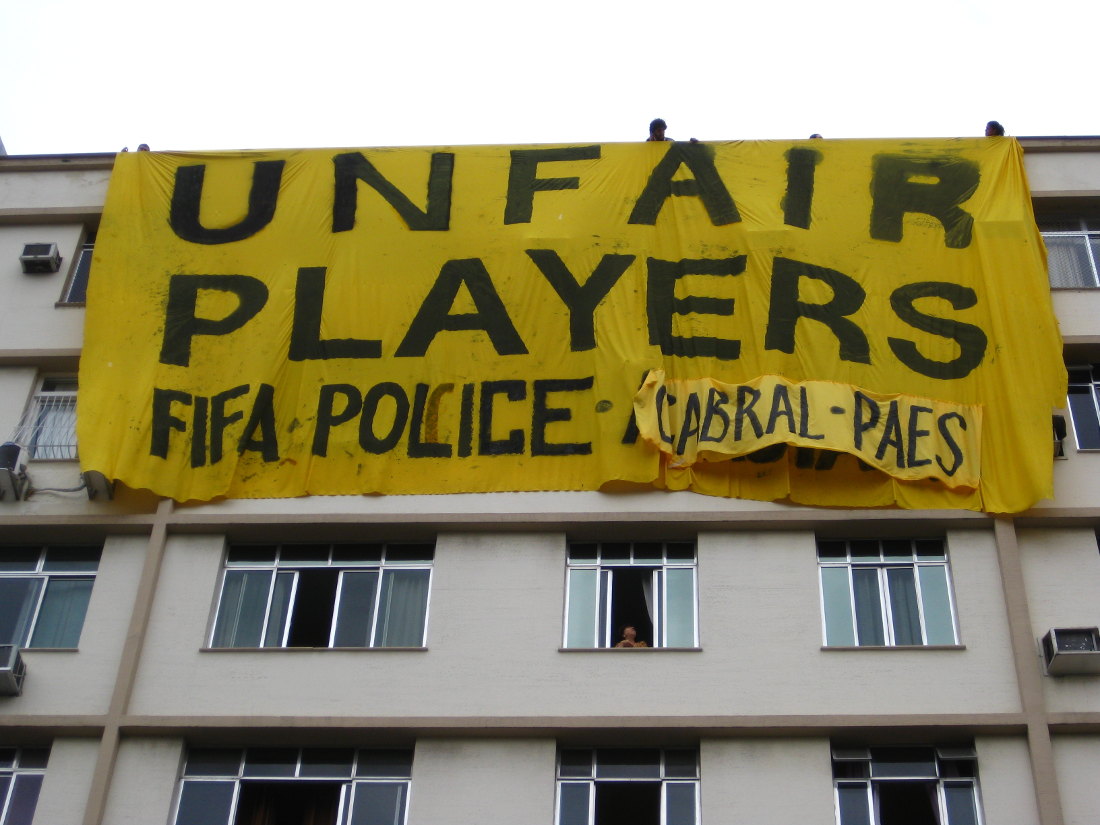 UNFAIR
PLAYERS
FIFA POLICE - CABRAL - PAES